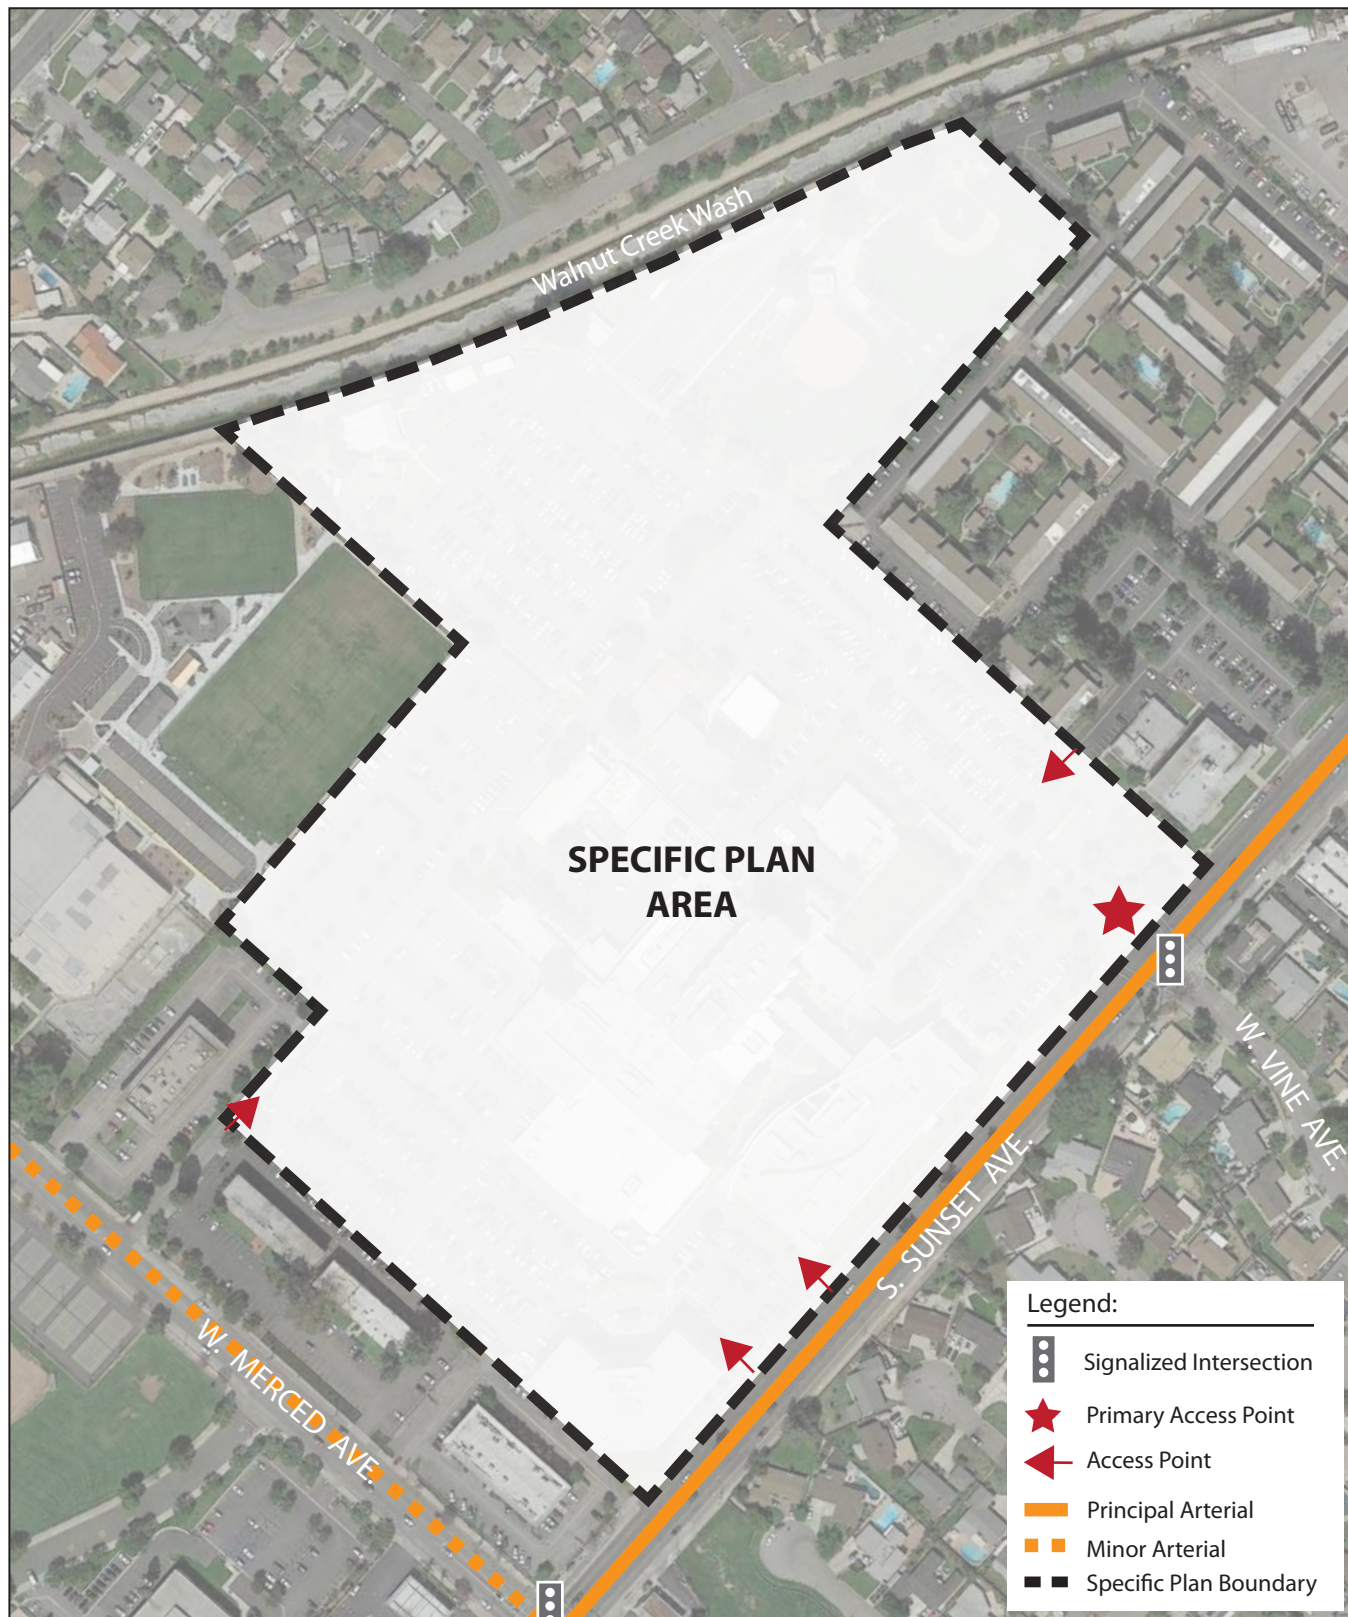 Walnut Creek Wash
SPECIFIC PLAN
AREA
W. VINE AVE.
S. SUNSET AVE.
W. MERCED AVE.
Legend:
Signalized Intersection
Primary Access Point
Access Point
Principal Arterial
Minor Arterial
Specific Plan Boundary